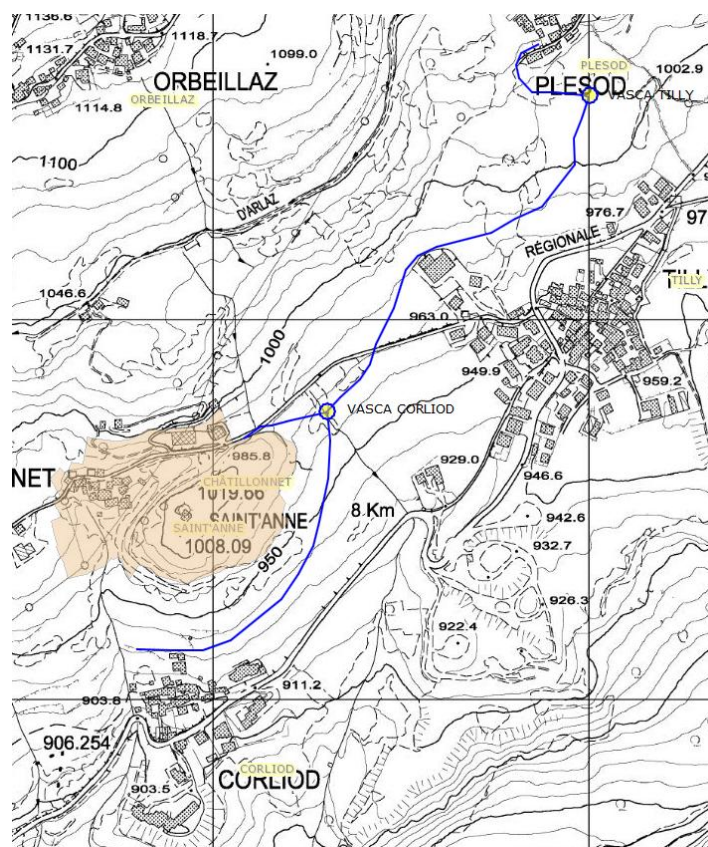 1136.6
1118.7
1131.7
1099.0
ORBEILLAZ
ORBEILLAZ
1114.8
PLESOD
1002.9
PLESOD
VASCA TILLY
1100
D'ARLAZ
976.7
97
RÉGIONALE
TILL
TILLY
1046.6
963.0
1000
949.9
959.2
VASCA CORLIOD
985.8
929.0
946.6
NET
CHÂTILLONNET
1019.66
SAINT'ANNE
SAINT'ANNE
8 Km
942.6
1008.09
950
932.7
926.3
922.4
911.2
903.8
906.254
CORLIOD
CORLIOD
903.5